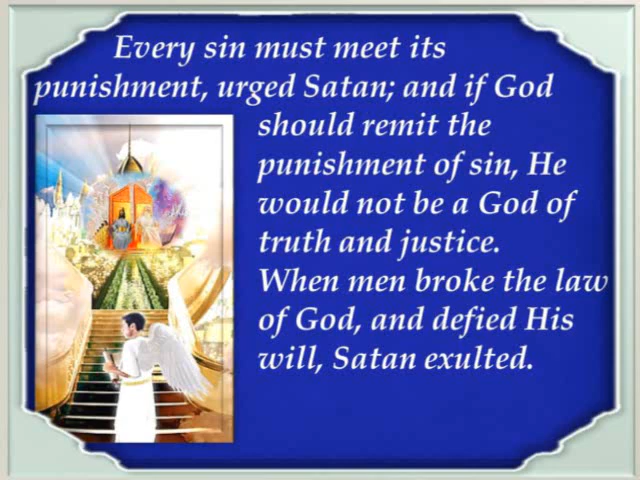 Every sin must meet its
punishment, urged Satan; and if God
should remit the
punishment of sin, He
would not be a God of
truth and justice.
When men broke the law
of God, and defied His
will, Satan exulted.